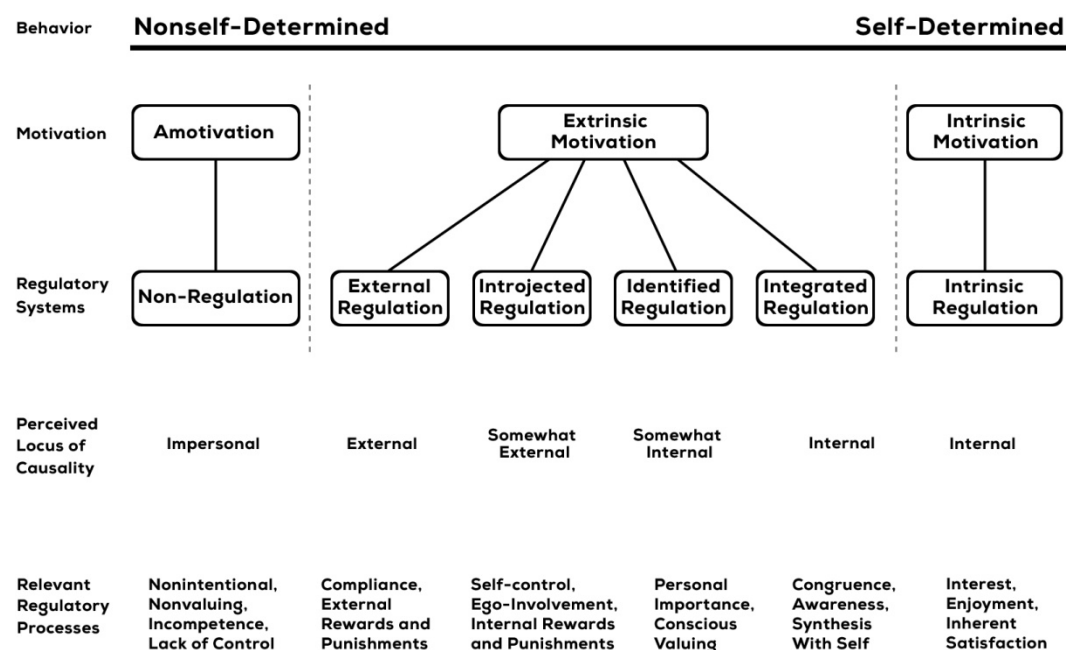 Behavior
Nonself-Determined
Self-Determined
Motivation
Amotivation
Extrinsic
Motivation
Intrinsic
Motivation
Regulatory
Systems
Non-Regulation
External
Regulation
Introjected
Regulation
Identified
Regulation
Integrated
Regulation
Intrinsic
Regulation
Perceived
Locus of
Causality
Impersonal
External
Somewhat
External
Somewhat
Internal
Internal
Internal
Relevant
Regulatory
Processes
Nonintentional,
Nonvaluing,
Incompetence,
Lack of Control
Compliance,
External
Rewards and
Punishments
Self-control,
Ego-Involvement,
Internal Rewards
and Punishments
Personal
Importance,
Conscious
Valuing
Congruence,
Awareness,
Synthesis
With Self
Interest,
Enjoyment,
Inherent
Satisfaction